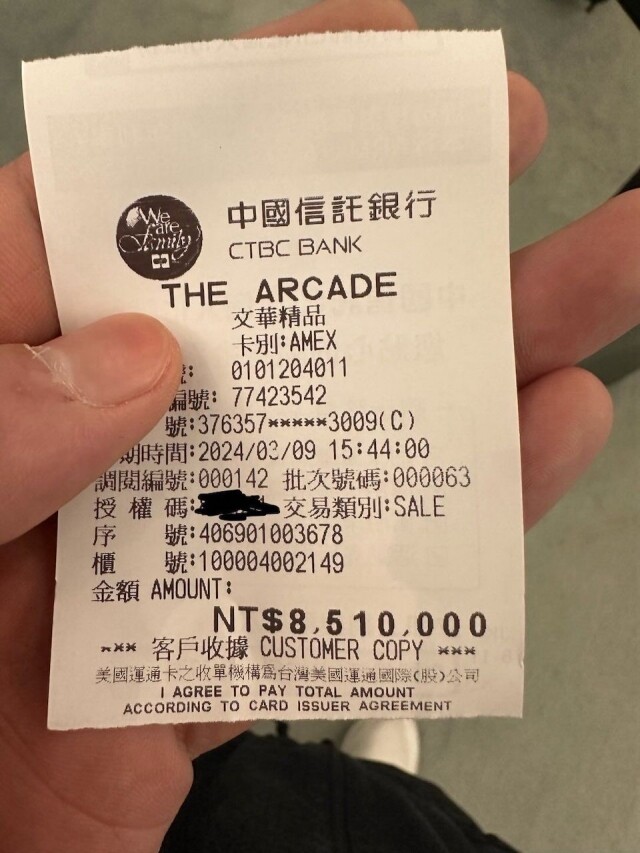 We
are
Family
中國信託銀行
CTBC BANK
THE ARCADE
文華精品
卡別:AMEX
號:0101204011
編號: 77423542
號:376357*****3009(C)
期時間:2024/03/09 15:44:00
調閱編號:000142 批次號碼:000063
授權碼: 交易類別:SALE
序 號:406901003678
櫃 號:100004002149
金額 AMOUNT:
NT$8,510,000
*** 客戶收據 CUSTOMER COPY ***
美國運通卡之收單機構為台灣美國運通國際(股)公司
I AGREE TO PAY TOTAL AMOUNT
ACCORDING TO CARD ISSUER AGREEMENT